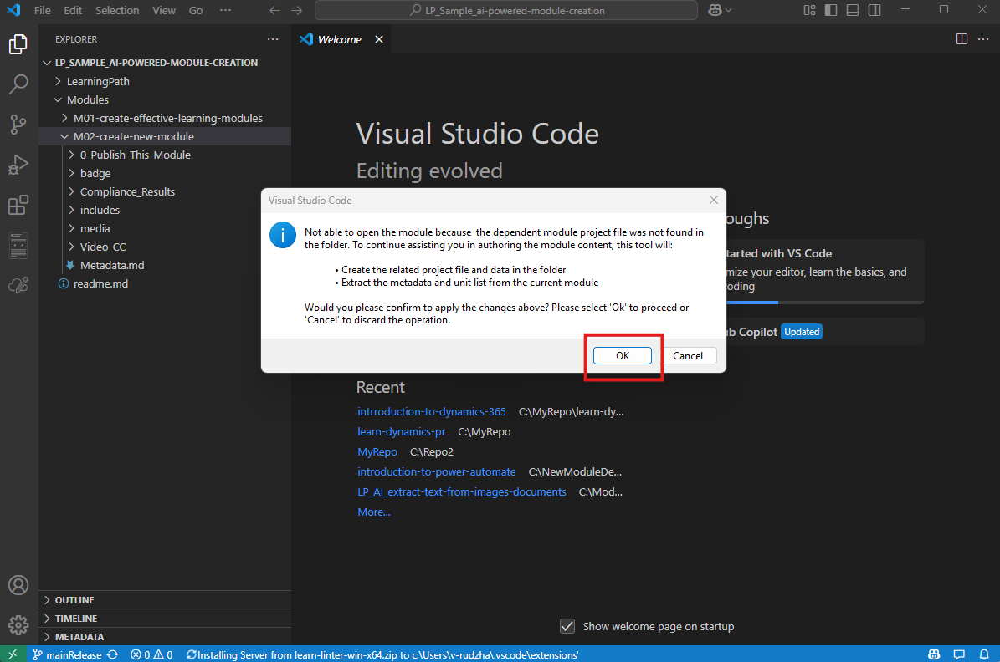 File Edit Selection View Go ···
LP_Sample_ai-powered-module-creation
EXPLORER
Welcome
LP_SAMPLE_AI-POWERED-MODULE-CREATION
LearningPath
Modules
M01-create-effective-learning-modules
M02-create-new-module
0_Publish_This_Module
badge
Compliance_Results
includes
media
Video_CC
Metadata.md
readme.md
OUTLINE
TIMELINE
METADATA
Visual Studio Code
Editing evolved
Visual Studio Code
Not able to open the module because the dependent module project file was not found in
the folder. To continue assisting you in authoring the module content, this tool will:
• Create the related project file and data in the folder
• Extract the metadata and unit list from the current module
Would you please confirm to apply the changes above? Please select 'Ok' to proceed or
'Cancel' to discard the operation.
OK Cancel
oughs
tarted with VS Code
mize your editor, learn the basics, and
oding
ub Copilot Updated
Recent
intrroduction-to-dynamics-365 C:\MyRepo\learn-dy...
learn-dynamics-pr C:\MyRepo
MyRepo C:\Repo2
introduction-to-power-automate C:\NewModuleDe...
LP_AI_extract-text-from-images-documents C:\Mod...
More...
Show welcome page on startup
mainRelease 0 0 Installing Server from learn-linter-win-x64.zip to c:\Users\v-rudzha\.vscode\extensions'